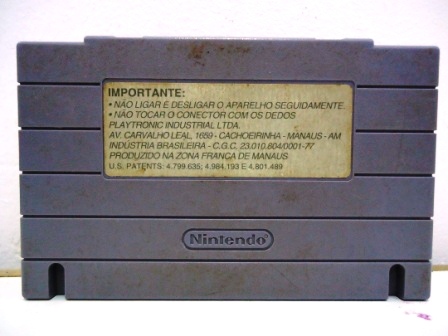 IMPORTANTE:
• NÃO LIGAR E DESLIGAR O APARELHO SEGUIDAMENTE.
• NÃO TOCAR O CONECTOR COM OS DEDOS
PLAYTRONIC INDUSTRIAL LTDA.
AV. CARVALHO LEAL, 1659 - CACHOEIRINHA - MANAUS - AM
INDÚSTRIA BRASILEIRA - C.G.C. 23.010.804/0001-77
PRODUZIDO NA ZONA FRANCA DE MANAUS
U.S. PATENTS: 4.799.635; 4.984.193 E 4.801.489
Nintendo